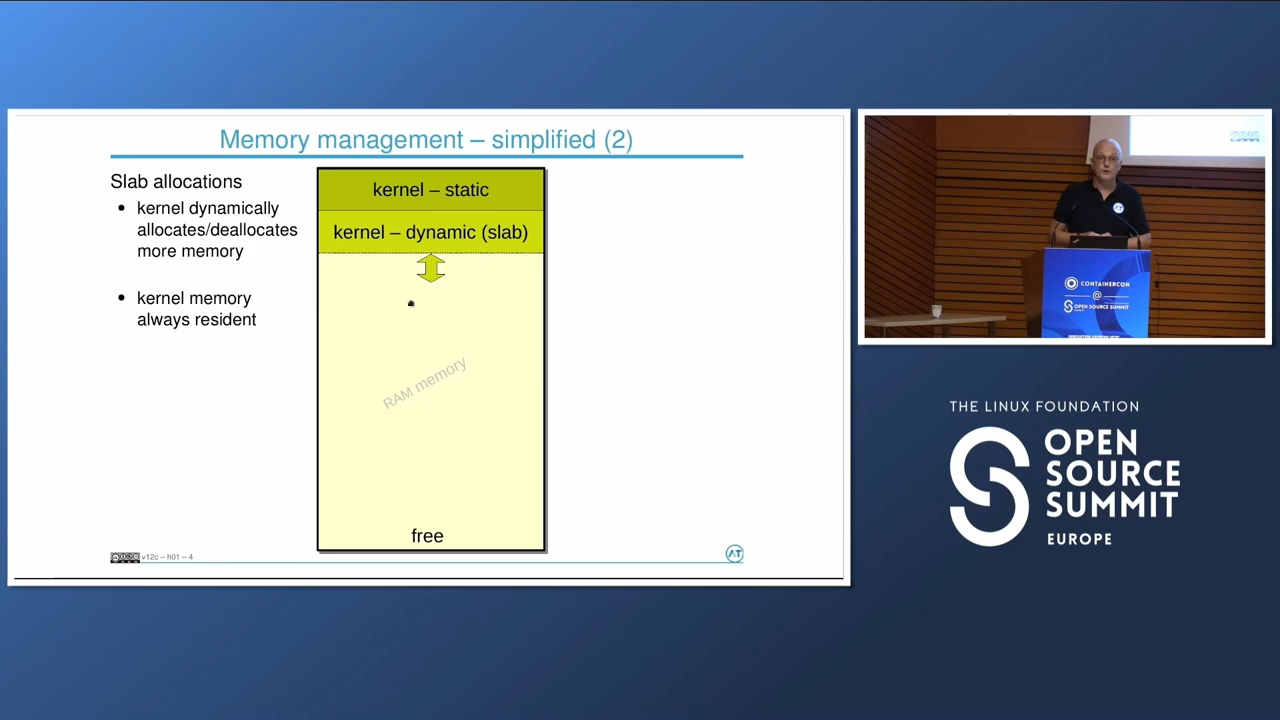 Memory management – simplified (2)
Slab allocations
• kernel dynamically
allocates/deallocates
more memory
• kernel memory
always resident
kernel – static
kernel – dynamic (slab)
RAM memory
free
v12c – h01 – 4
AT
CONTAINERCON
@
OPEN SOURCE SUMMIT
THE LINUX FOUNDATION
OPEN
SOURCE
SUMMIT
EUROPE